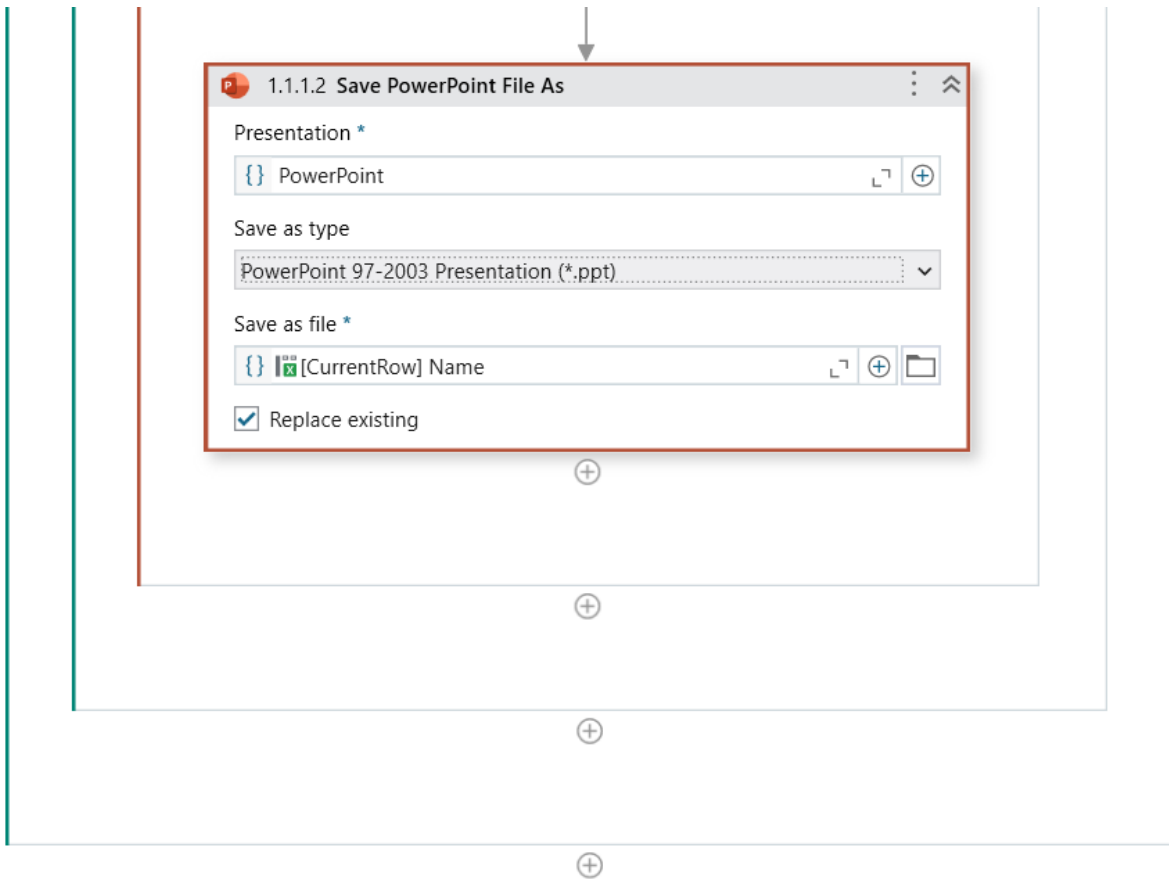 1.1.1.2 Save PowerPoint File As
Presentation *
{} PowerPoint
Save as type
PowerPoint 97-2003 Presentation (*.ppt)
Save as file *
{} [CurrentRow] Name
Replace existing